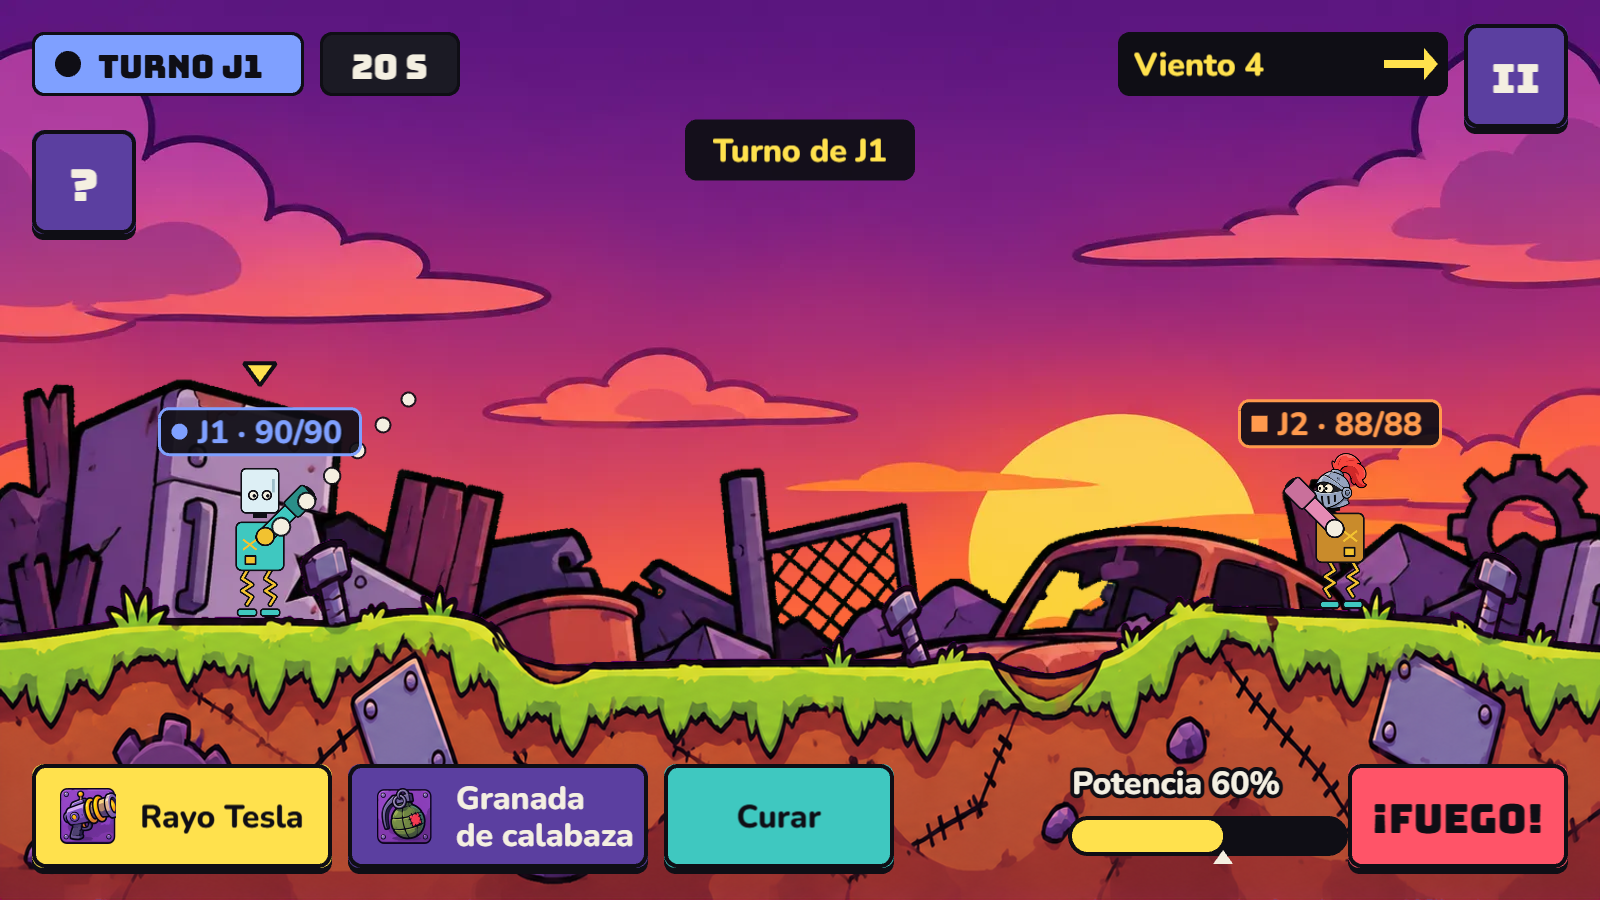 TURNO J1
20 S
Viento 4
II
?
Turno de J1
J1 · 90/90
J2 · 88/88
Rayo Tesla
Granada
de calabaza
Curar
Potencia 60%
¡FUEGO!